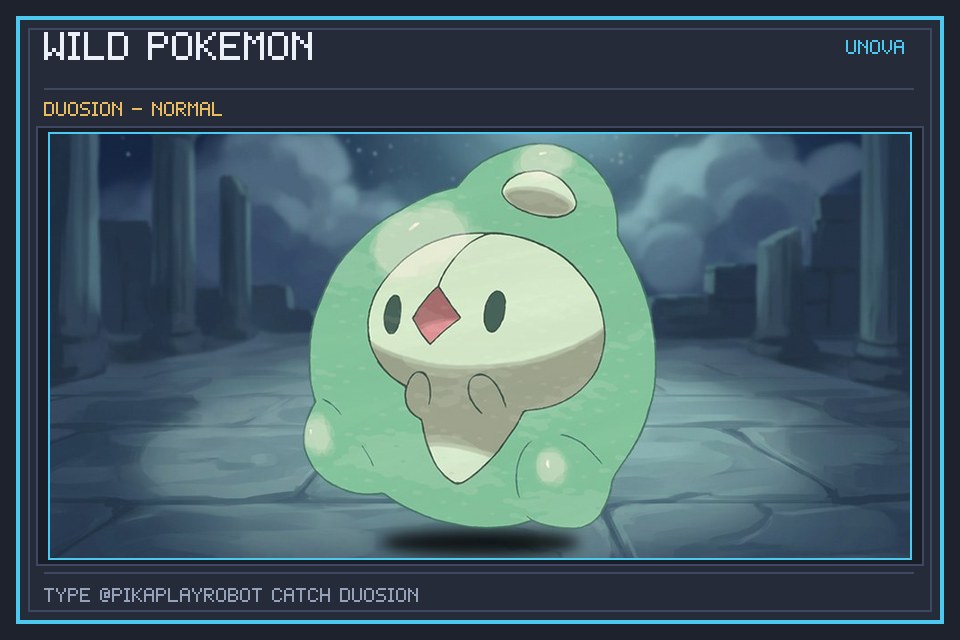 WILD POKEMON
UNOVA
DUOSION - NORMAL
TYPE @PIKAPLAYROBOT CATCH DUOSION